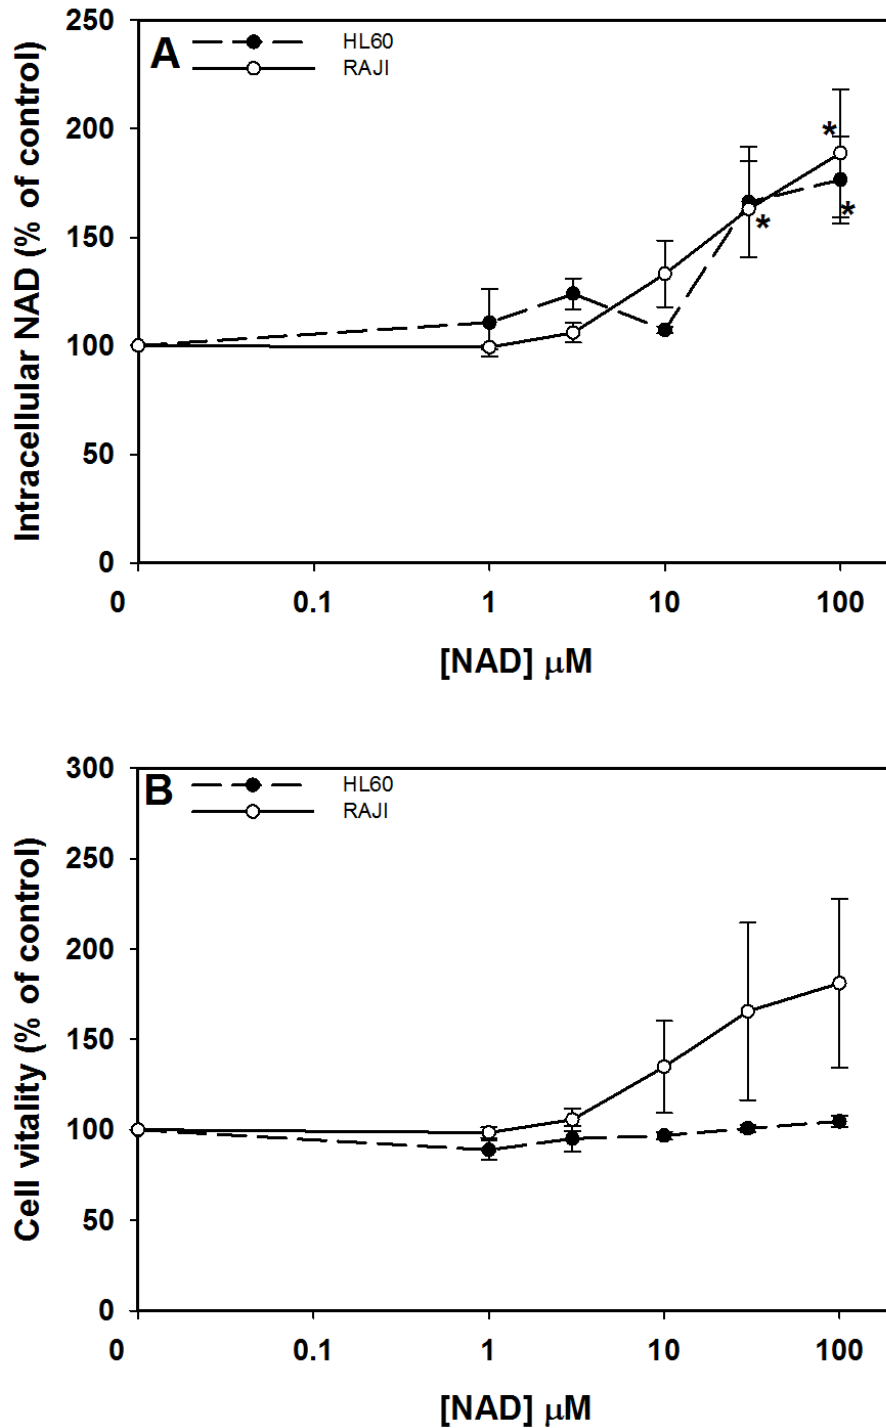 A
HL60
RAJI
250
200
150
100
50
0
Intracellular NAD (% of control)
*
*
*
0 0.1 1 10 100
[NAD] μM
B
HL60
RAJI
300
250
200
150
100
50
0
Cell vitality (% of control)
0 0.1 1 10 100
[NAD] μM